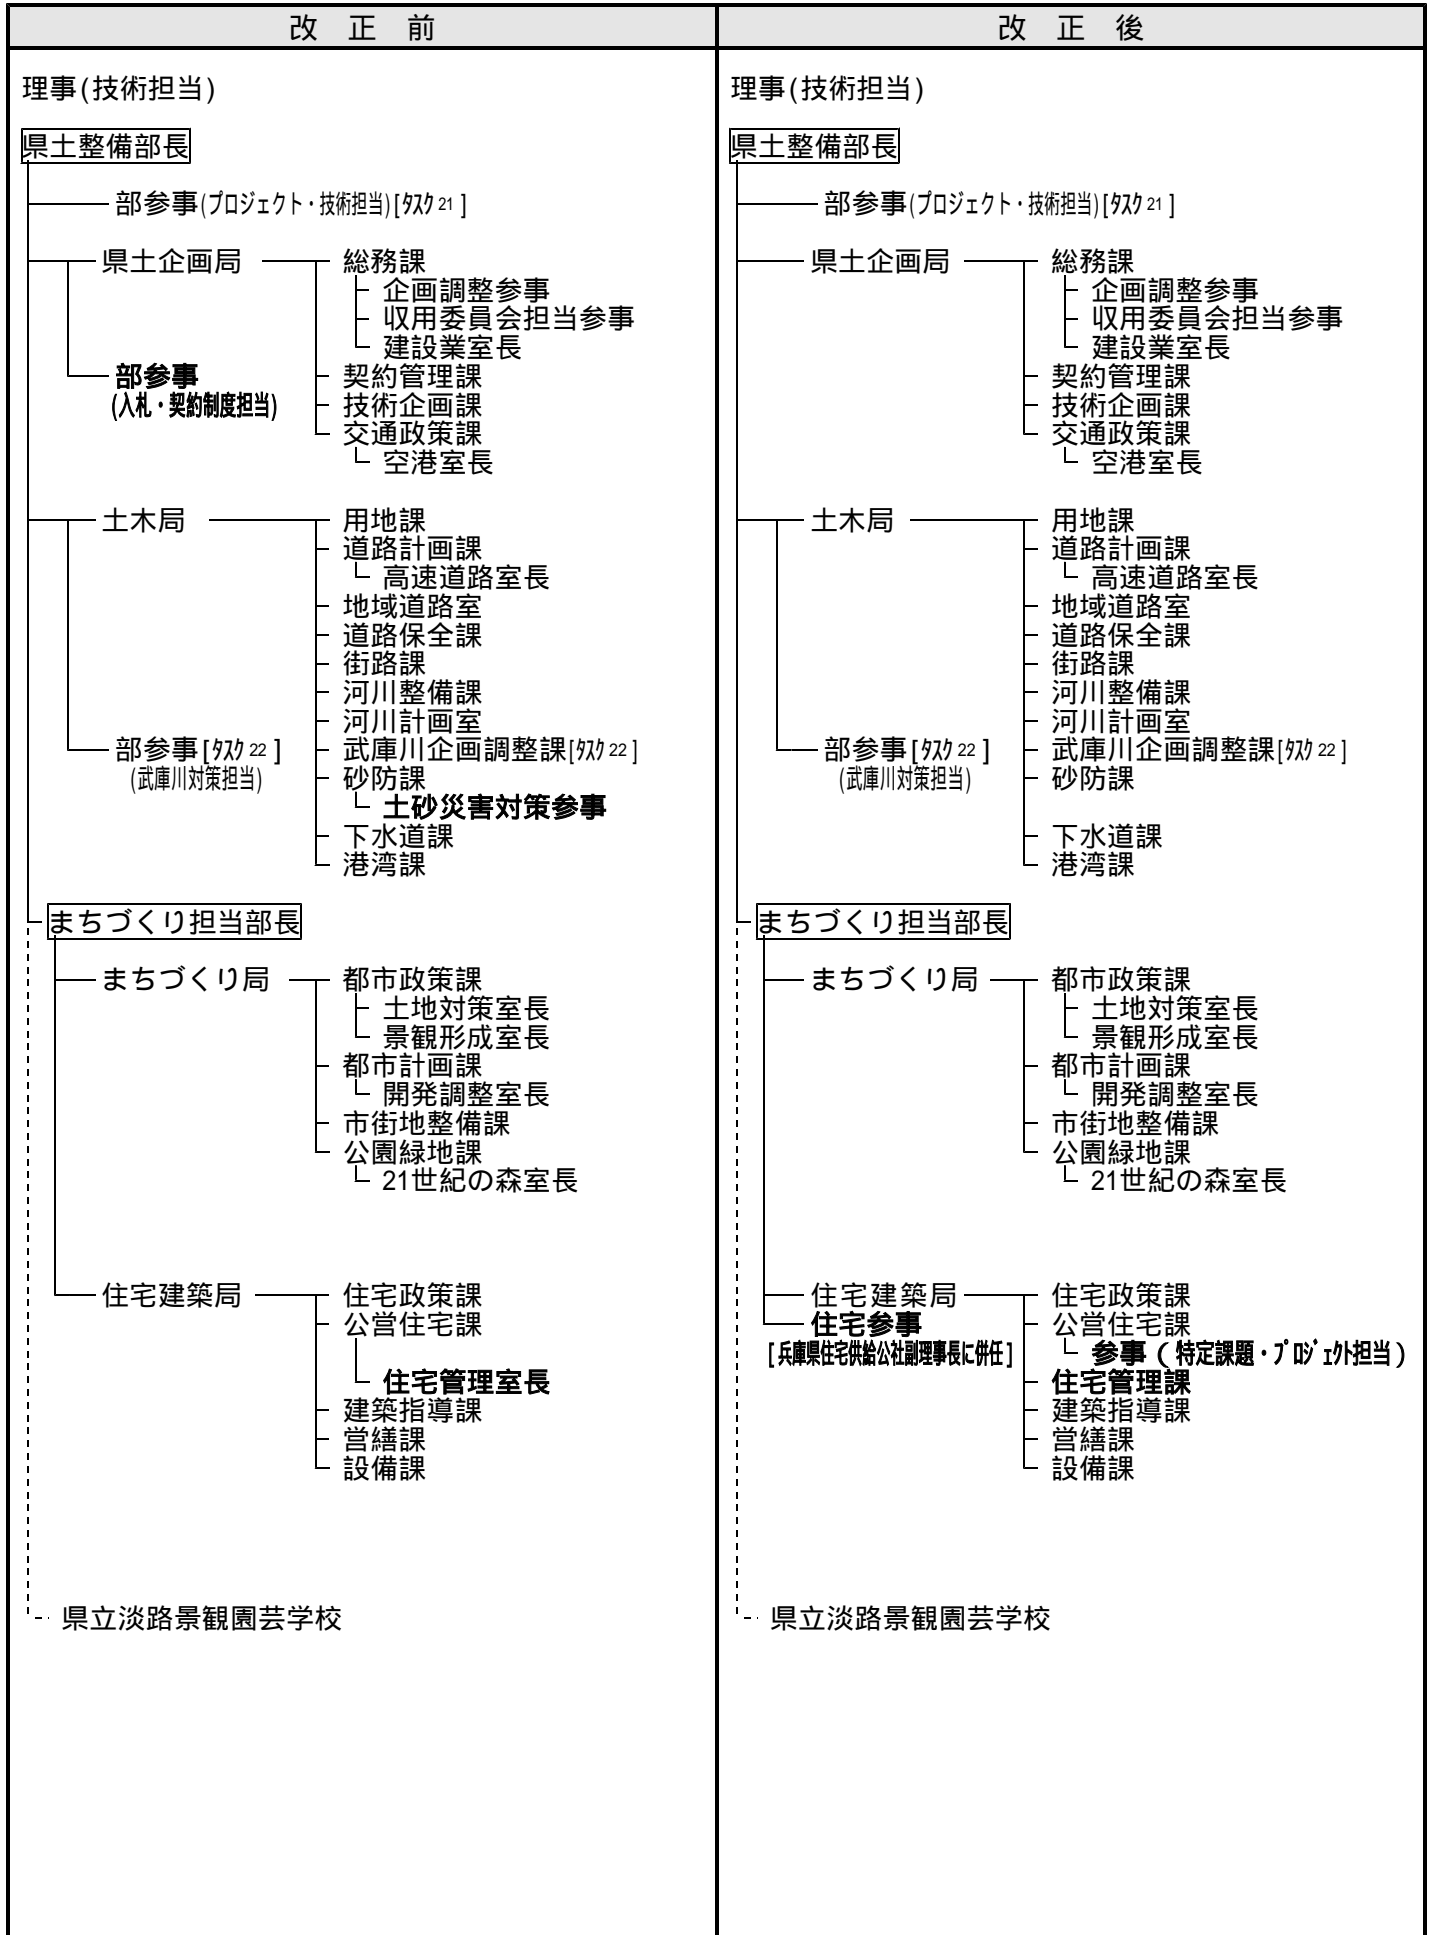 改 正 前
理事(技術担当)
県土整備部長
部参事(プロジェクト・技術担当)[ﾀｽｸ21]
県土企画局
総務課
企画調整参事
収用委員会担当参事
建設業室長
部参事
(入札・契約制度担当)
契約管理課
技術企画課
交通政策課
空港室長
土木局
用地課
道路計画課
高速道路室長
地域道路室
道路保全課
街路課
河川整備課
河川計画室
部参事[ﾀｽｸ22]
(武庫川対策担当)
武庫川企画調整課[ﾀｽｸ22]
砂防課
土砂災害対策参事
下水道課
港湾課
まちづくり担当部長
まちづくり局
都市政策課
土地対策室長
景観形成室長
都市計画課
開発調整室長
市街地整備課
公園緑地課
21世紀の森室長
住宅建築局
住宅政策課
公営住宅課
住宅管理室長
建築指導課
営繕課
設備課
県立淡路景観園芸学校
改 正 後
理事(技術担当)
県土整備部長
部参事(プロジェクト・技術担当)[ﾀｽｸ21]
県土企画局
総務課
企画調整参事
収用委員会担当参事
建設業室長
契約管理課
技術企画課
交通政策課
空港室長
土木局
用地課
道路計画課
高速道路室長
地域道路室
道路保全課
街路課
河川整備課
河川計画室
部参事[ﾀｽｸ22]
(武庫川対策担当)
武庫川企画調整課[ﾀｽｸ22]
砂防課
下水道課
港湾課
まちづくり担当部長
まちづくり局
都市政策課
土地対策室長
景観形成室長
都市計画課
開発調整室長
市街地整備課
公園緑地課
21世紀の森室長
住宅建築局
住宅参事
[兵庫県住宅供給公社副理事長に併任]
住宅政策課
公営住宅課
参事（特定課題・ﾌﾟﾛｼﾞｪｸﾄ担当）
住宅管理課
建築指導課
営繕課
設備課
県立淡路景観園芸学校